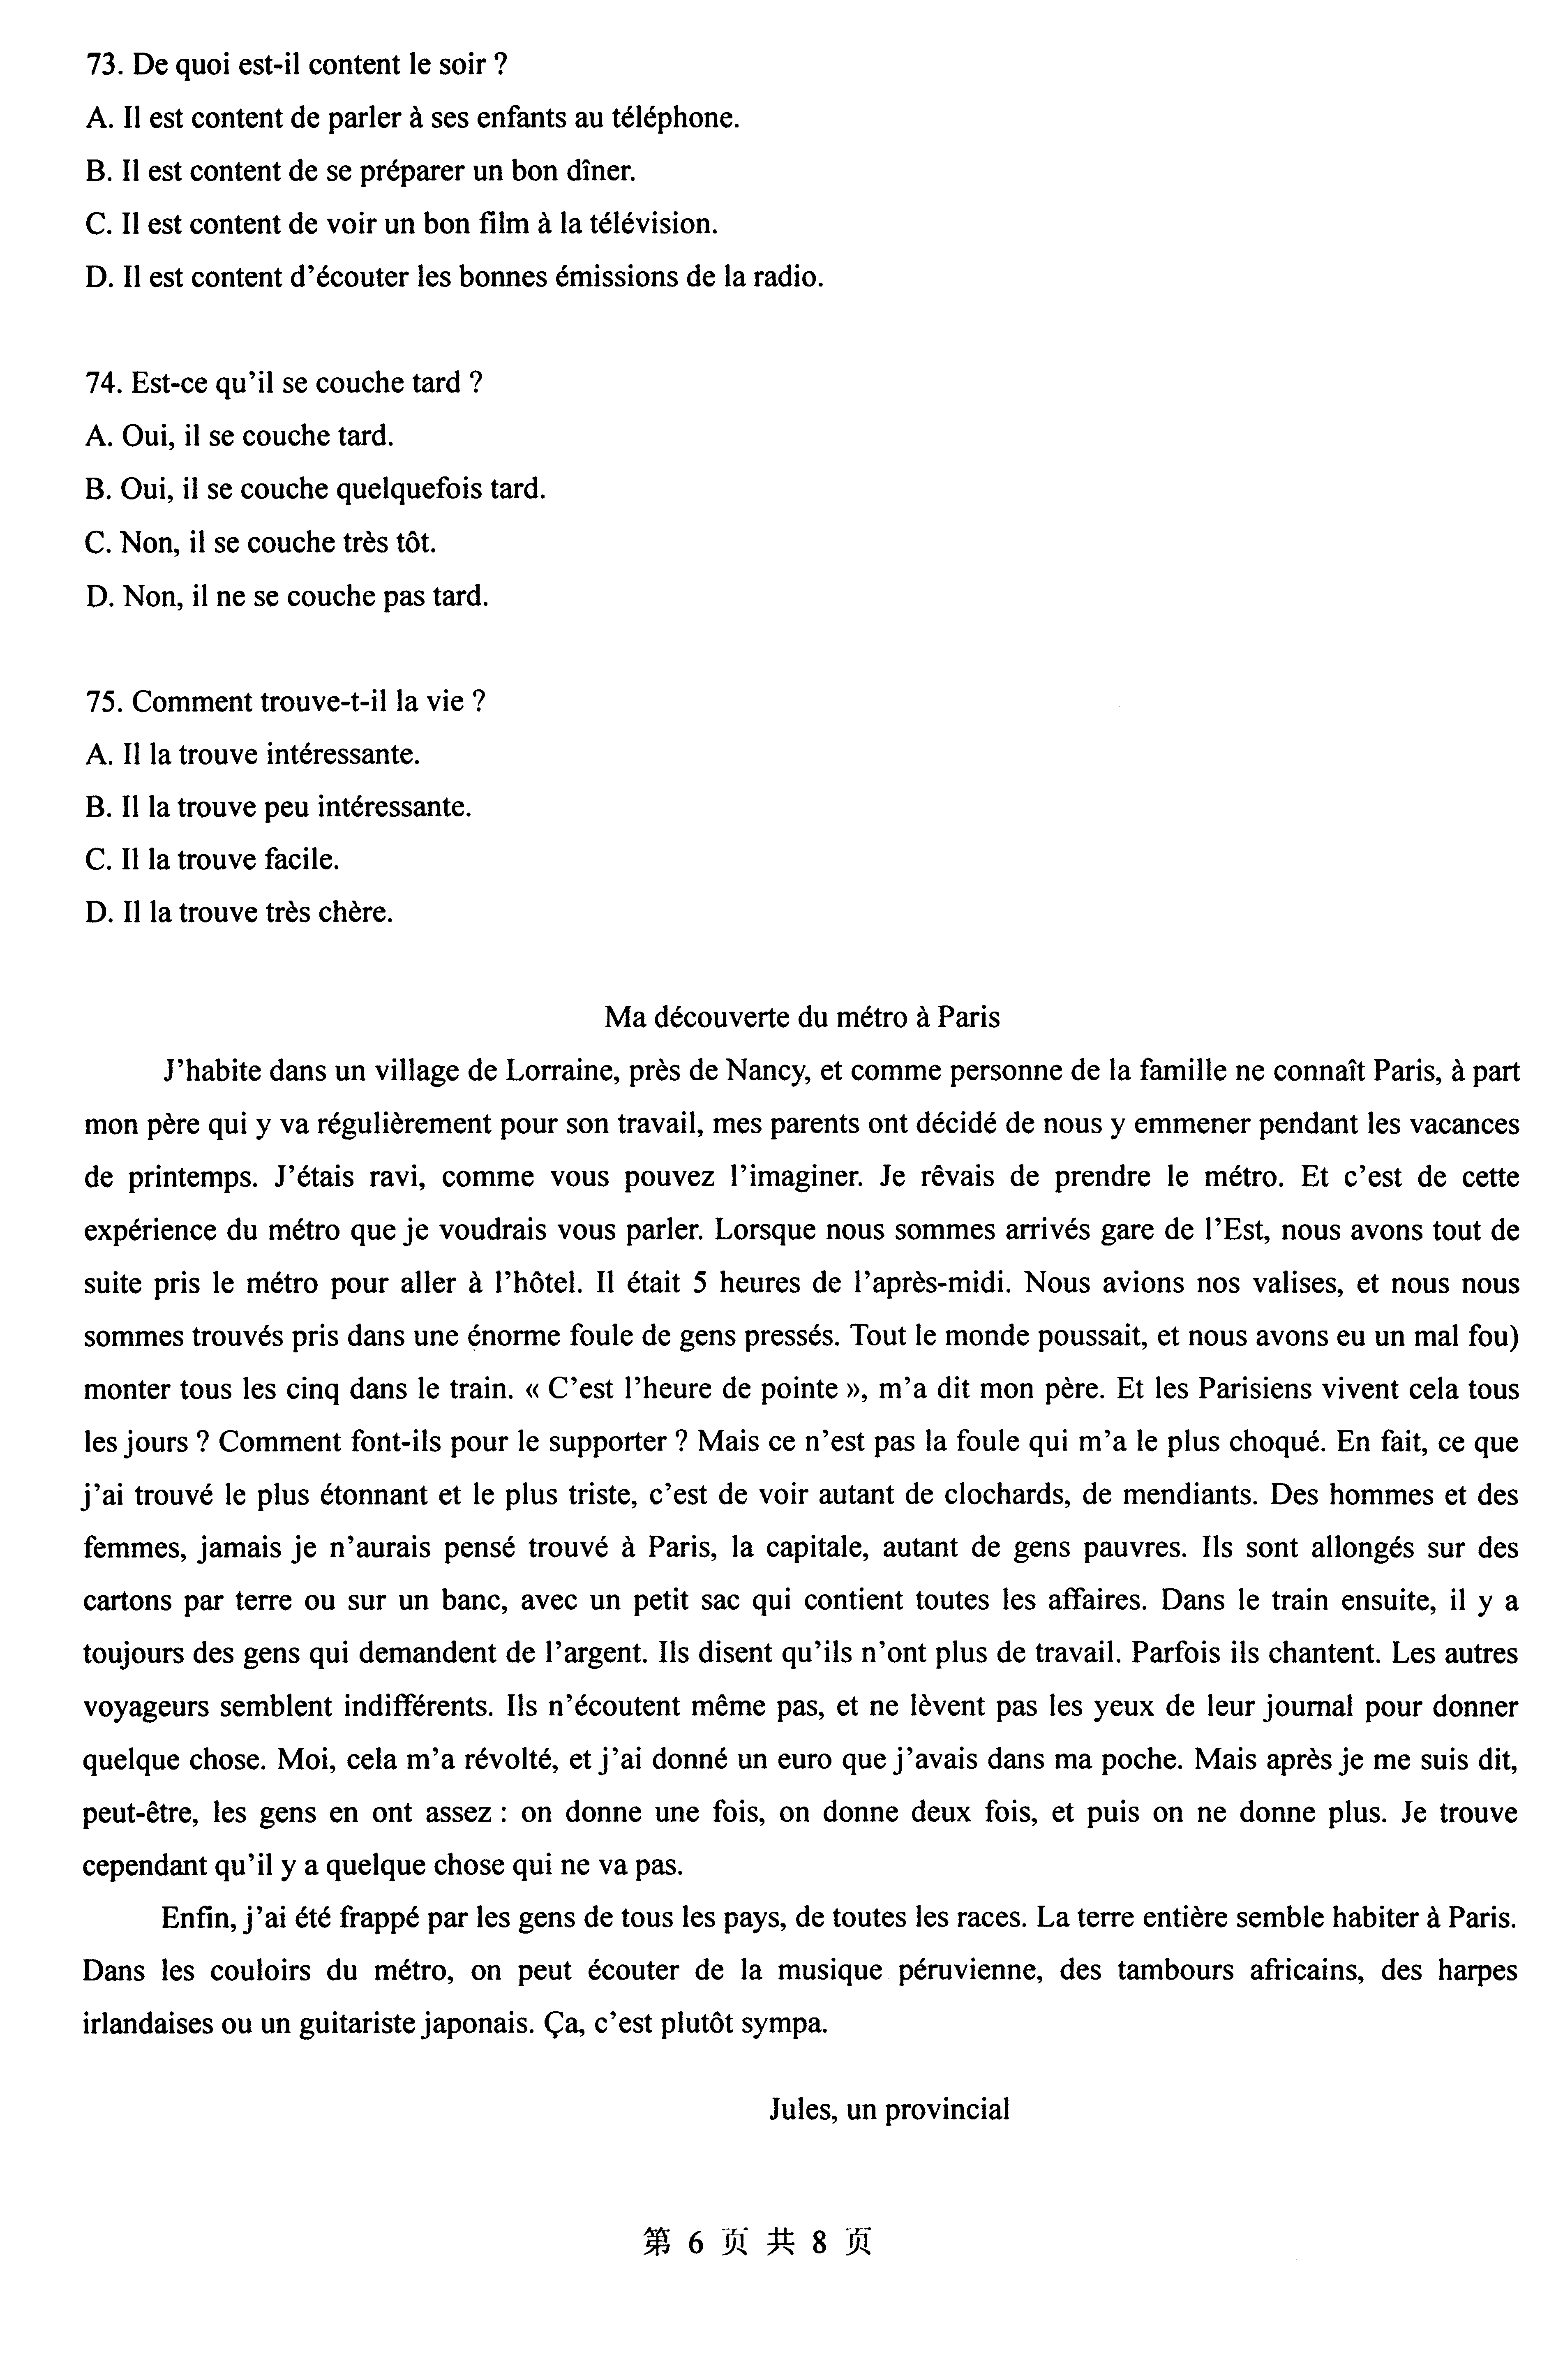 73. De quoi est-il content le soir ?
A. Il est content de parler à ses enfants au téléphone.
B. Il est content de se préparer un bon dîner.
C. Il est content de voir un bon film à la télévision.
D. Il est content d’écouter les bonnes émissions de la radio.
74. Est-ce qu’il se couche tard ?
A. Oui, il se couche tard.
B. Oui, il se couche quelquefois tard.
C. Non, il se couche très tôt.
D. Non, il ne se couche pas tard.
75. Comment trouve-t-il la vie ?
A. Il la trouve intéressante.
B. Il la trouve peu intéressante.
C. Il la trouve facile.
D. Il la trouve très chère.
Ma découverte du métro à Paris
J’habite dans un village de Lorraine, près de Nancy, et comme personne de la famille ne connaît Paris, à part
mon père qui y va régulièrement pour son travail, mes parents ont décidé de nous y emmener pendant les vacances
de printemps. J’étais ravi, comme vous pouvez l’imaginer. Je rêvais de prendre le métro. Et c’est de cette
expérience du métro que je voudrais vous parler. Lorsque nous sommes arrivés gare de l’Est, nous avons tout de
suite pris le métro pour aller à l’hôtel. Il était 5 heures de l’après-midi. Nous avions nos valises, et nous nous
sommes trouvés pris dans une énorme foule de gens pressés. Tout le monde poussait, et nous avons eu un mal fou)
monter tous les cinq dans le train. « C’est l’heure de pointe », m’a dit mon père. Et les Parisiens vivent cela tous
les jours ? Comment font-ils pour le supporter ? Mais ce n’est pas la foule qui m’a le plus choqué. En fait, ce que
j’ai trouvé le plus étonnant et le plus triste, c’est de voir autant de clochards, de mendiants. Des hommes et des
femmes, jamais je n’aurais pensé trouvé à Paris, la capitale, autant de gens pauvres. Ils sont allongés sur des
cartons par terre ou sur un banc, avec un petit sac qui contient toutes les affaires. Dans le train ensuite, il y a
toujours des gens qui demandent de l’argent. Ils disent qu’ils n’ont plus de travail. Parfois ils chantent. Les autres
voyageurs semblent indifférents. Ils n’écoutent même pas, et ne lèvent pas les yeux de leur journal pour donner
quelque chose. Moi, cela m’a révolté, et j’ai donné un euro que j’avais dans ma poche. Mais après je me suis dit,
peut-être, les gens en ont assez : on donne une fois, on donne deux fois, et puis on ne donne plus. Je trouve
cependant qu’il y a quelque chose qui ne va pas.
Enfin, j’ai été frappé par les gens de tous les pays, de toutes les races. La terre entière semble habiter à Paris.
Dans les couloirs du métro, on peut écouter de la musique péruvienne, des tambours africains, des harpes
irlandaises ou un guitariste japonais. Ça, c’est plutôt sympa.
Jules, un provincial
第 6 页 共 8 页